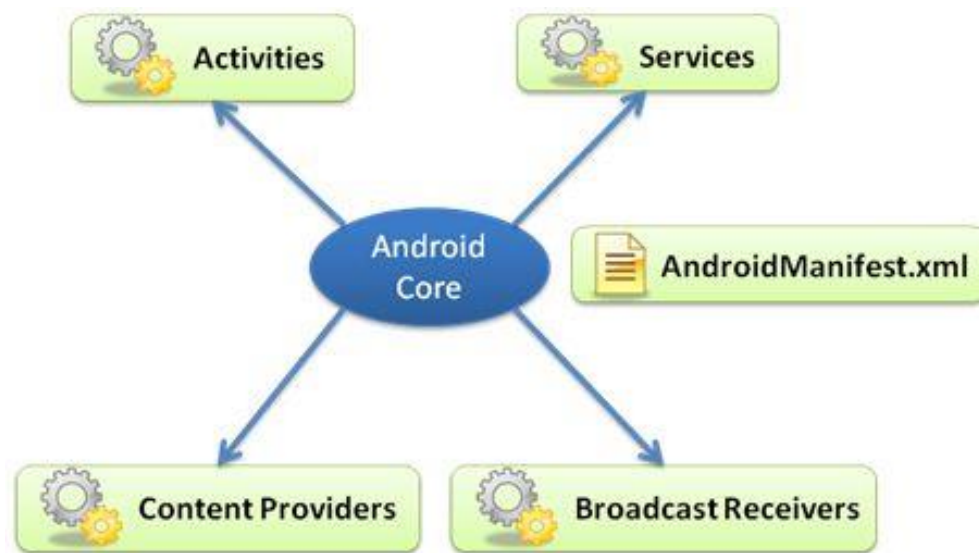 Activities
Services
Android
Core
AndroidManifest.xml
Content Providers
Broadcast Receivers